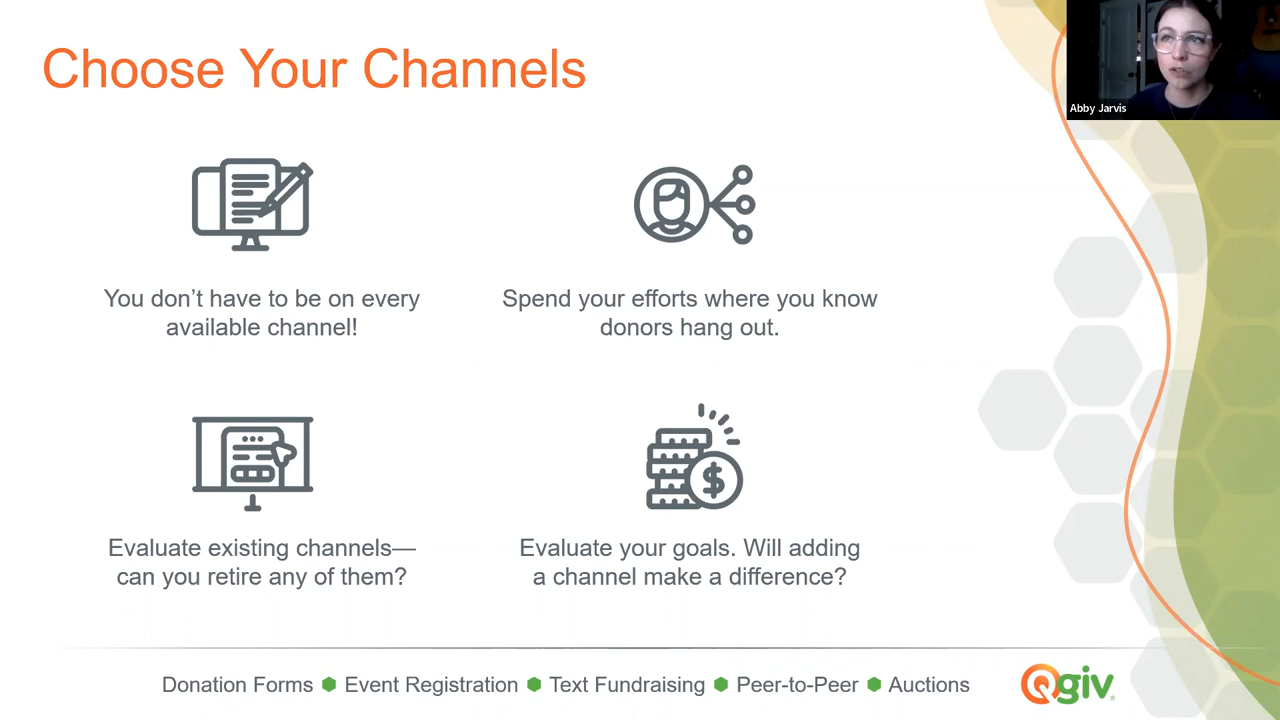 Choose Your Channels
Abby Jarvis
You don’t have to be on every
available channel!
Spend your efforts where you know
donors hang out.
Evaluate existing channels—
can you retire any of them?
Evaluate your goals. Will adding
a channel make a difference?
Donation Forms ⬢ Event Registration ⬢ Text Fundraising ⬢ Peer-to-Peer ⬢ Auctions
Qgiv